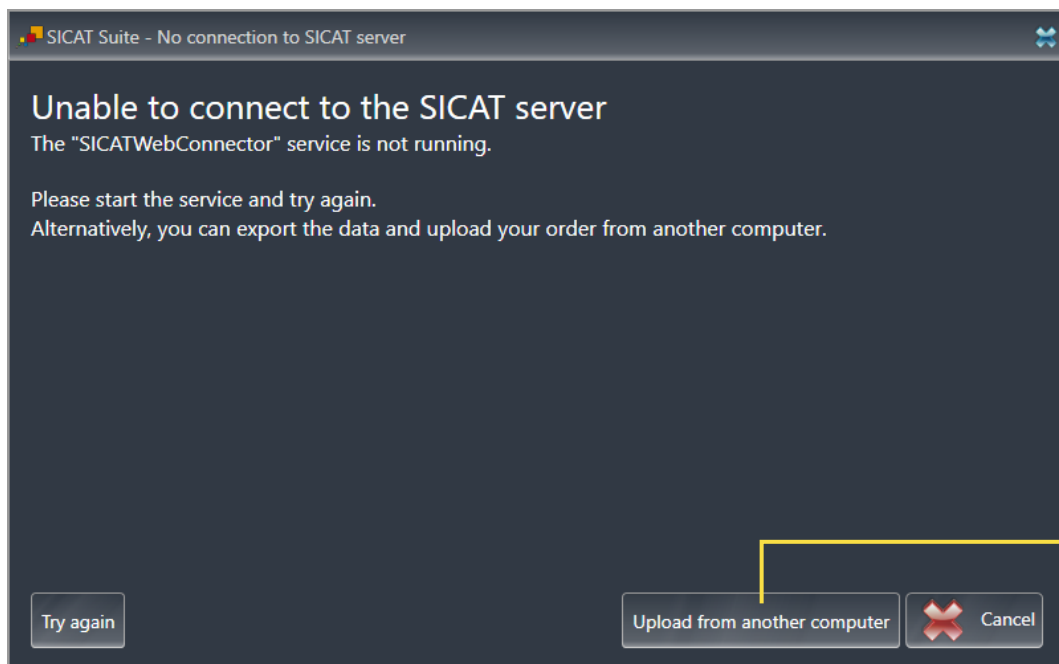 SICAT Suite - No connection to SICAT server
Unable to connect to the SICAT server
The "SICATWebConnector" service is not running.
Please start the service and try again.
Alternatively, you can export the data and upload your order from another computer.
Try again
Upload from another computer
Cancel